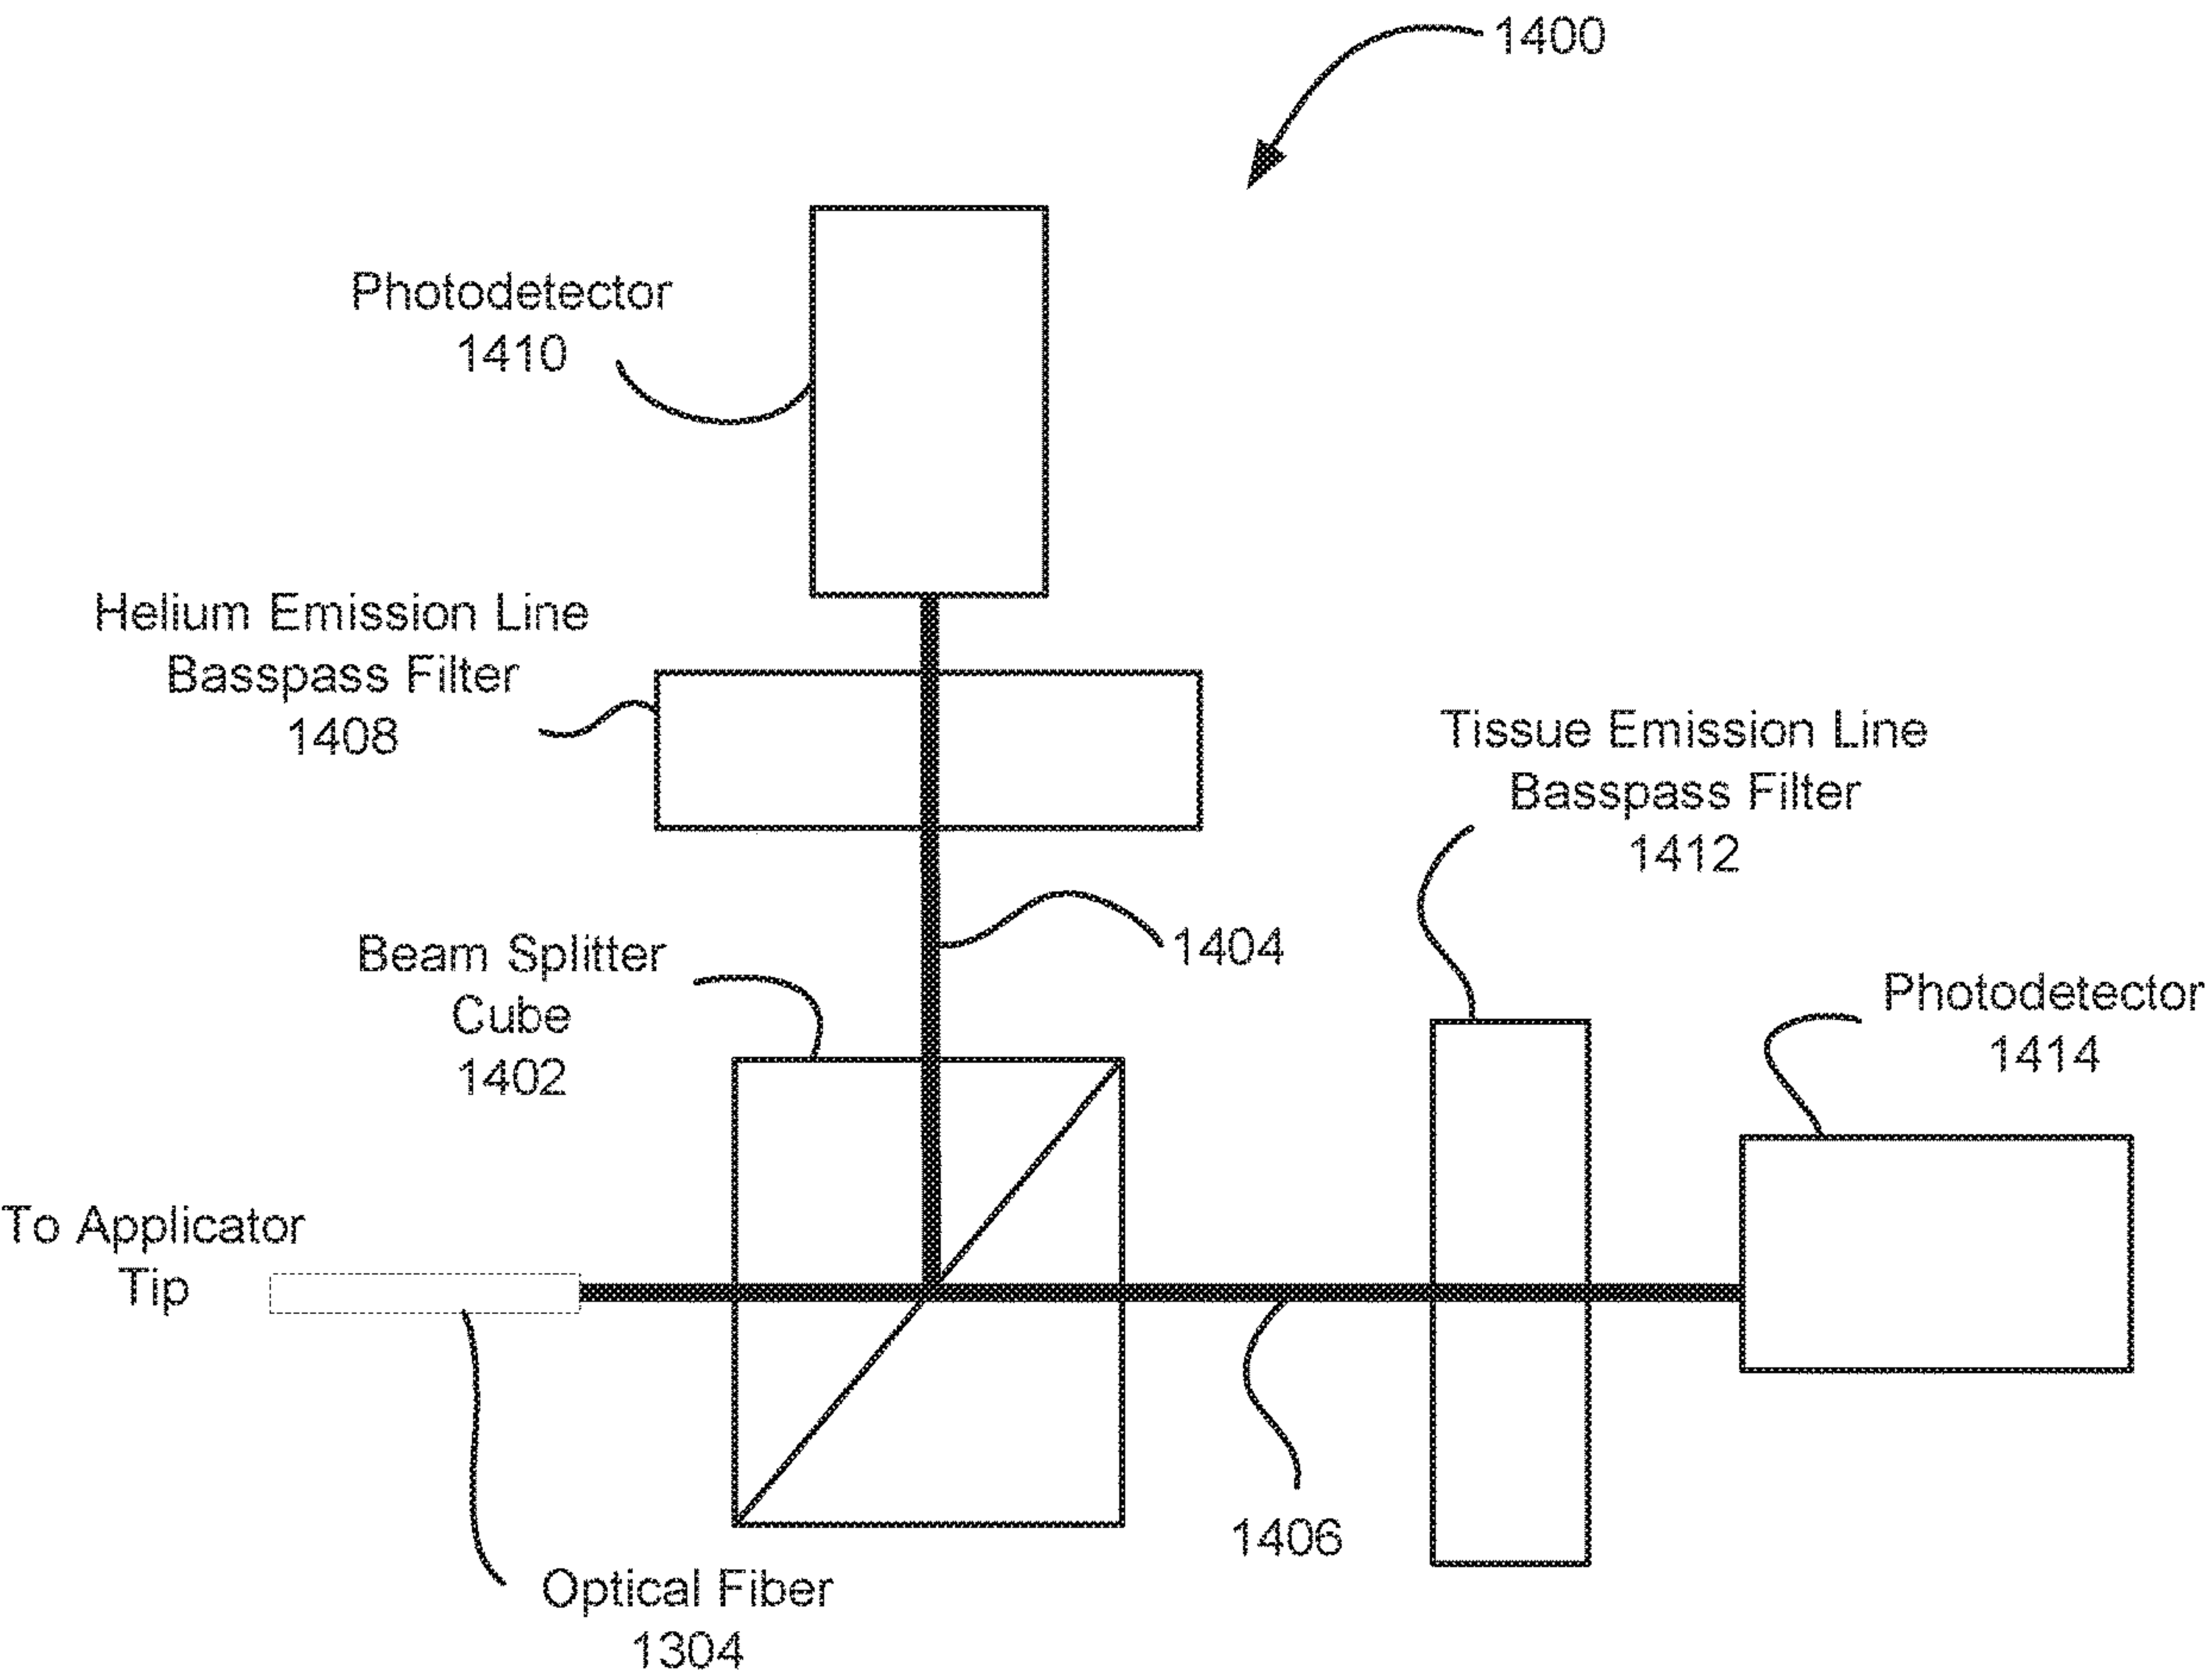 1400
Photodetector
1410
Helium Emission Line
Basspass Filter
1408
Tissue Emission Line
Basspass Filter
1412
1404
Beam Splitter
Cube
1402
Photodetector
1414
To Applicator
Tip
1406
Optical Fiber
1304